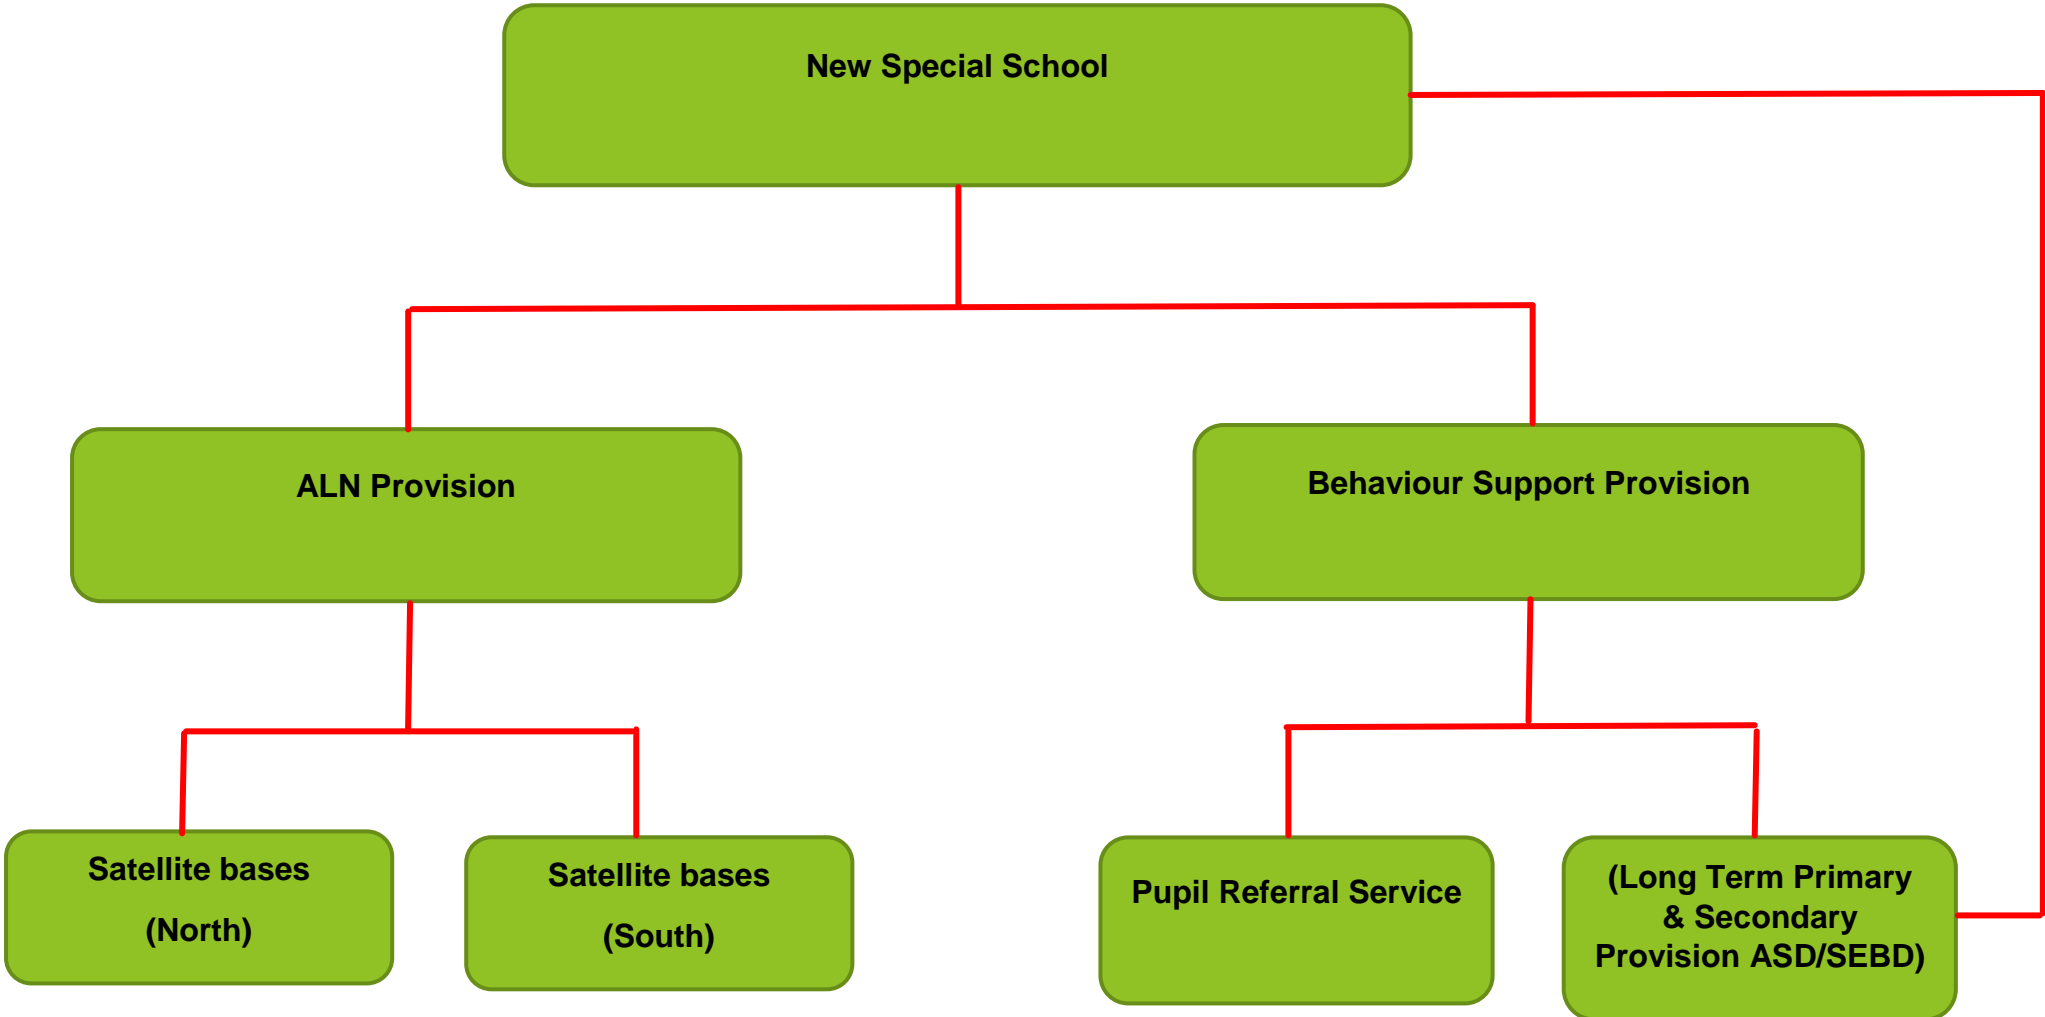 New Special School
ALN Provision
Behaviour Support Provision
Satellite bases
(North)
Satellite bases
(South)
Pupil Referral Service
(Long Term Primary
& Secondary
Provision ASD/SEBD)